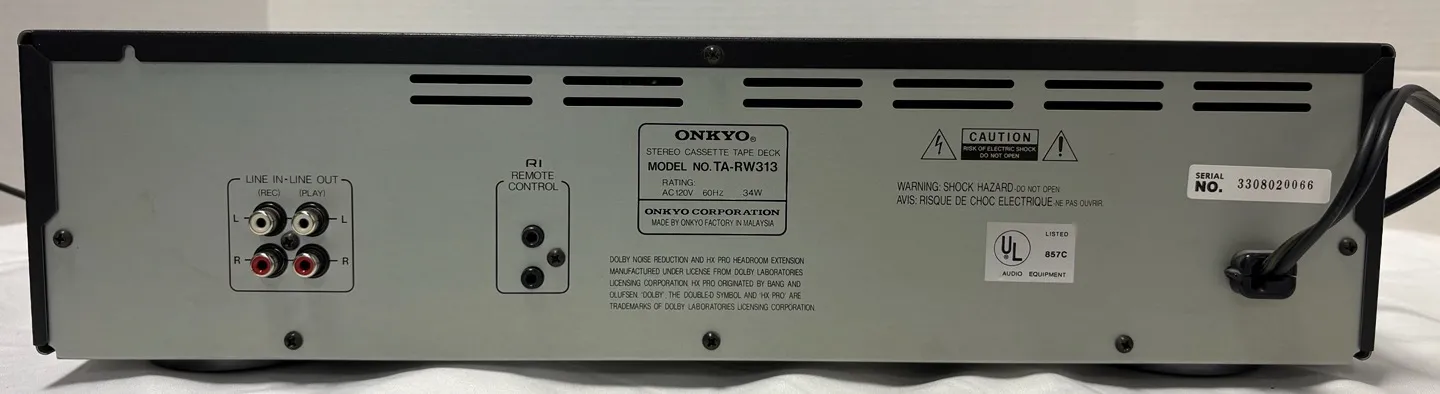 LINE IN-LINE OUT
(REC) (PLAY)
L L
R R
RI
REMOTE
CONTROL
ONKYO®
STEREO CASSETTE TAPE DECK
MODEL NO. TA-RW313
RATING:
AC 120V 60Hz 34W
ONKYO CORPORATION
MADE BY ONKYO FACTORY IN MALAYSIA
DOLBY NOISE REDUCTION AND HX PRO HEADROOM EXTENSION
MANUFACTURED UNDER LICENSE FROM DOLBY LABORATORIES
LICENSING CORPORATION. HX PRO ORIGINATED BY BANG AND
OLUFSEN. 'DOLBY', THE DOUBLE-D SYMBOL AND 'HX PRO' ARE
TRADEMARKS OF DOLBY LABORATORIES LICENSING CORPORATION.
CAUTION
RISK OF ELECTRIC SHOCK
DO NOT OPEN
WARNING: SHOCK HAZARD-DO NOT OPEN
AVIS: RISQUE DE CHOC ELECTRIQUE-NE PAS OUVRIR.
UL
LISTED
857C
AUDIO EQUIPMENT
SERIAL
NO. 3308020066